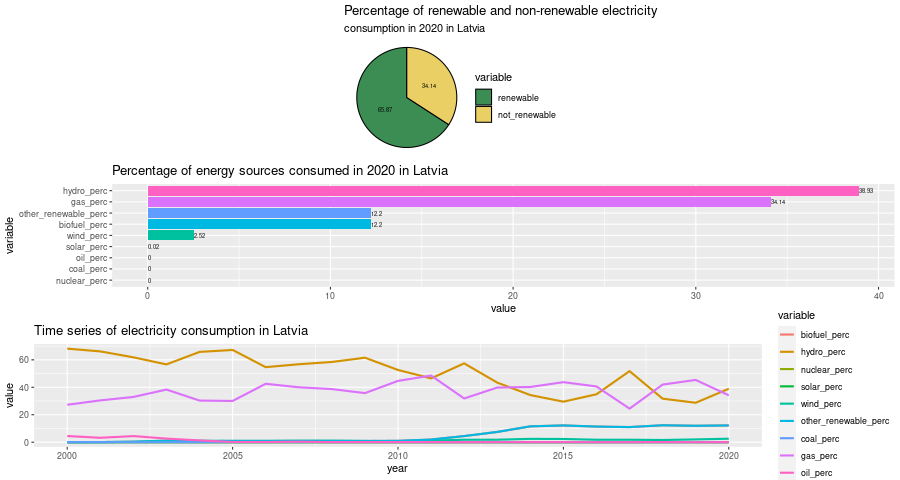 Percentage of renewable and non-renewable electricity
consumption in 2020 in Latvia
34.14
65.87
variable
renewable
not_renewable
Percentage of energy sources consumed in 2020 in Latvia
variable
hydro_perc 38.93
gas_perc 34.14
other_renewable_perc 12.2
biofuel_perc 12.2
wind_perc 2.52
solar_perc 0.02
oil_perc 0
coal_perc 0
nuclear_perc 0
0 10 20 30 40
value
Time series of electricity consumption in Latvia
value
60
40
20
0
2000 2005 2010 2015 2020
year
variable
biofuel_perc
hydro_perc
nuclear_perc
solar_perc
wind_perc
other_renewable_perc
coal_perc
gas_perc
oil_perc